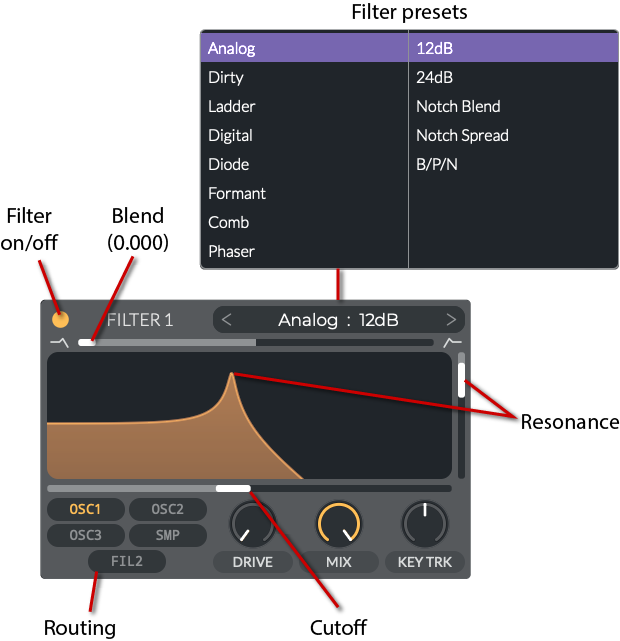 Filter presets
Analog 12dB
Dirty 24dB
Ladder Notch Blend
Digital Notch Spread
Diode B/P/N
Formant
Comb
Phaser
Filter
on/off
Blend
(0.000)
FILTER 1 < Analog : 12dB >
Resonance
OSC1 OSC2
OSC3 SMP
FIL2
DRIVE MIX KEY TRK
Routing Cutoff